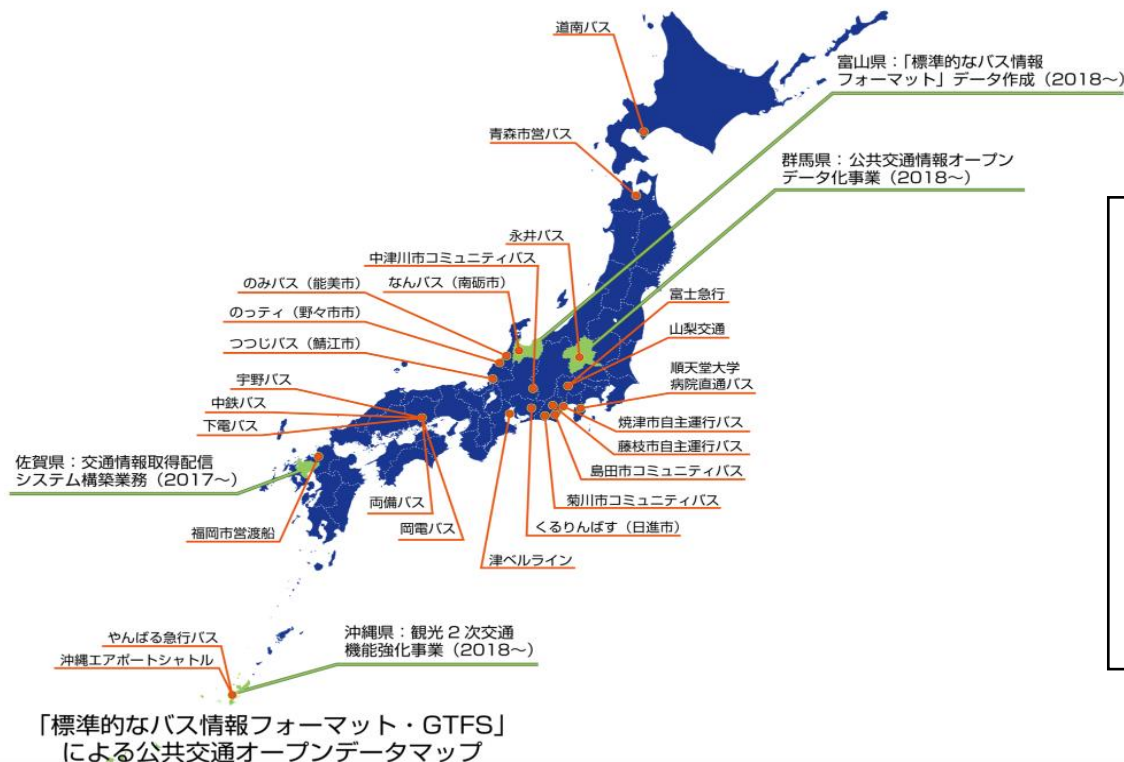 道南バス
富山県：「標準的なバス情報
フォーマット」データ作成（2018〜）
青森市営バス
群馬県：公共交通情報オープン
データ化事業（2018〜）
永井バス
中津川市コミュニティバス
のみバス（能美市）
なんバス（南砺市）
富士急行
のっティ（野々市市）
山梨交通
つつじバス（鯖江市）
順天堂大学
病院直通バス
宇野バス
中鉄バス
下電バス
焼津市自主運行バス
藤枝市自主運行バス
佐賀県：交通情報取得配信
システム構築業務（2017〜）
島田市コミュニティバス
両備バス
菊川市コミュニティバス
福岡市営渡船
岡電バス
くるりんばす（日進市）
津ベルライン
やんばる急行バス
沖縄エアポートシャトル
沖縄県：観光２次交通
機能強化事業（2018〜）
「標準的なバス情報フォーマット・GTFS」
による公共交通オープンデータマップ